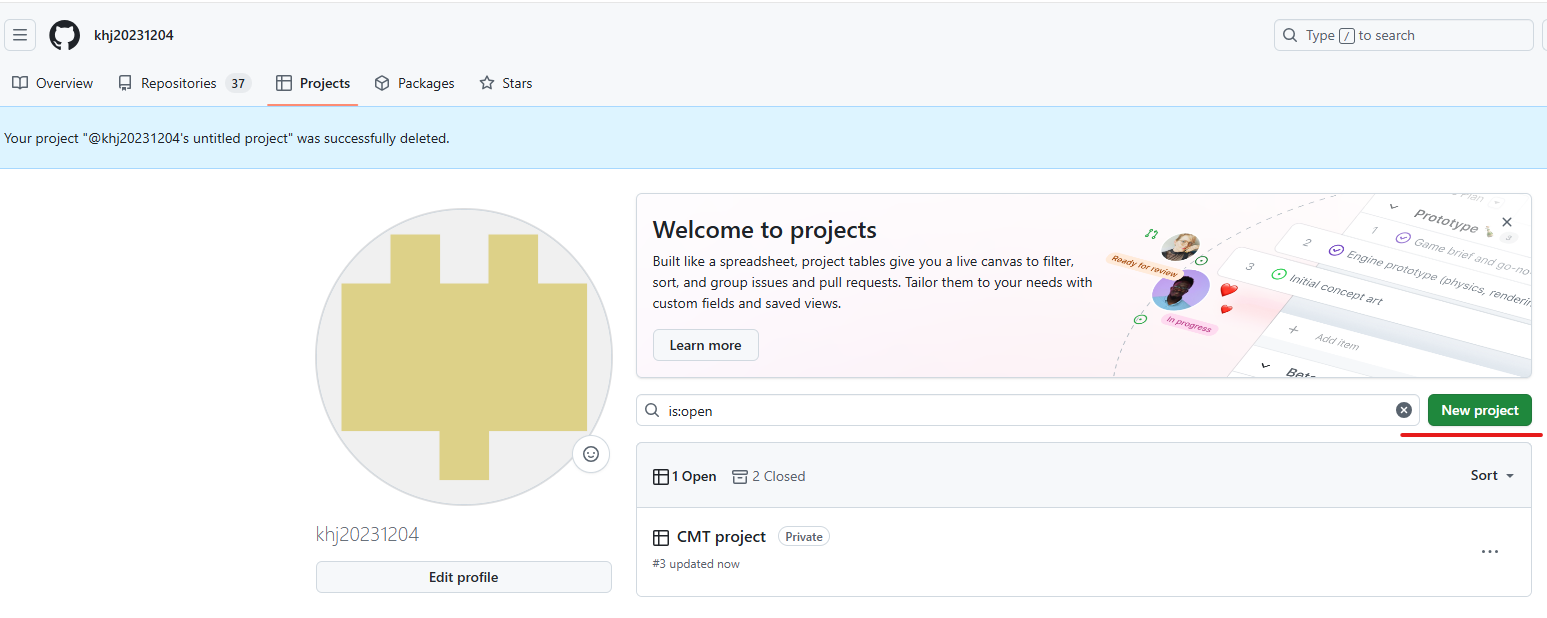 khj20231204
Type / to search
Overview
Repositories 37
Projects
Packages
Stars
Your project "@khj20231204's untitled project" was successfully deleted.
Welcome to projects
Built like a spreadsheet, project tables give you a live canvas to filter,
sort, and group issues and pull requests. Tailor them to your needs with
custom fields and saved views.
Learn more
Ready for review
In progress
Plan
Prototype 3
1 Game brief and go-no
2 Engine prototype (physics, renderin
3 Initial concept art
Add item
Beta
is:open
New project
1 Open
2 Closed
Sort
CMT project Private
#3 updated now
khj20231204
Edit profile